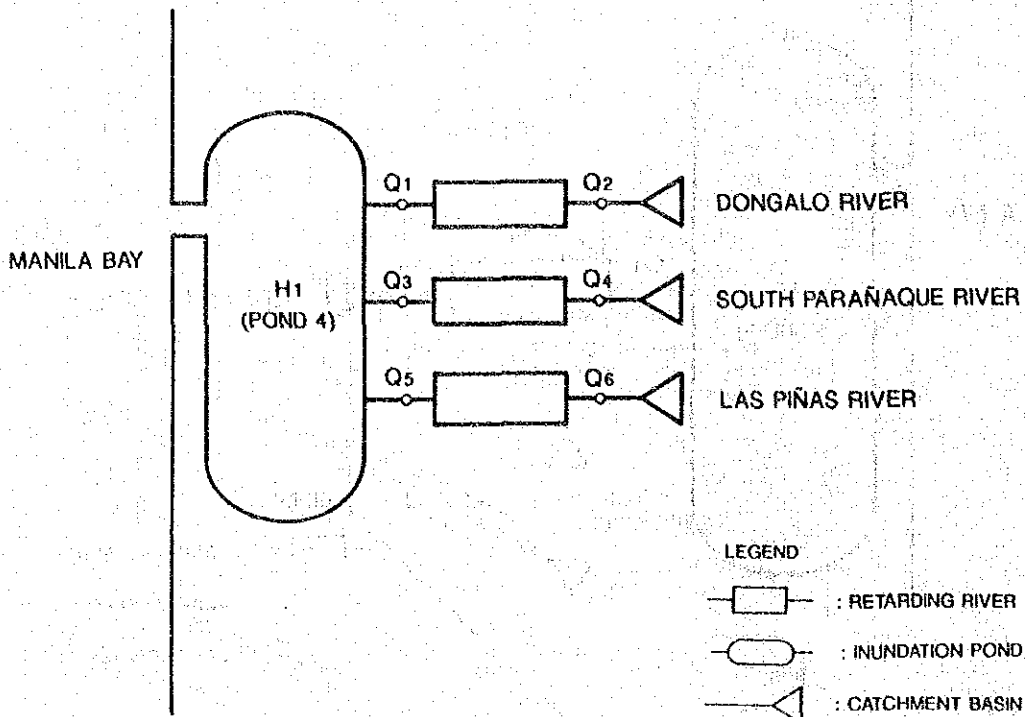 Q1
Q2
DONGALO RIVER
MANILA BAY
H1
(POND 4)
Q3
Q4
SOUTH PARAÑAQUE RIVER
Q5
Q6
LAS PIÑAS RIVER
LEGEND
: RETARDING RIVER
: INUNDATION POND
: CATCHMENT BASIN